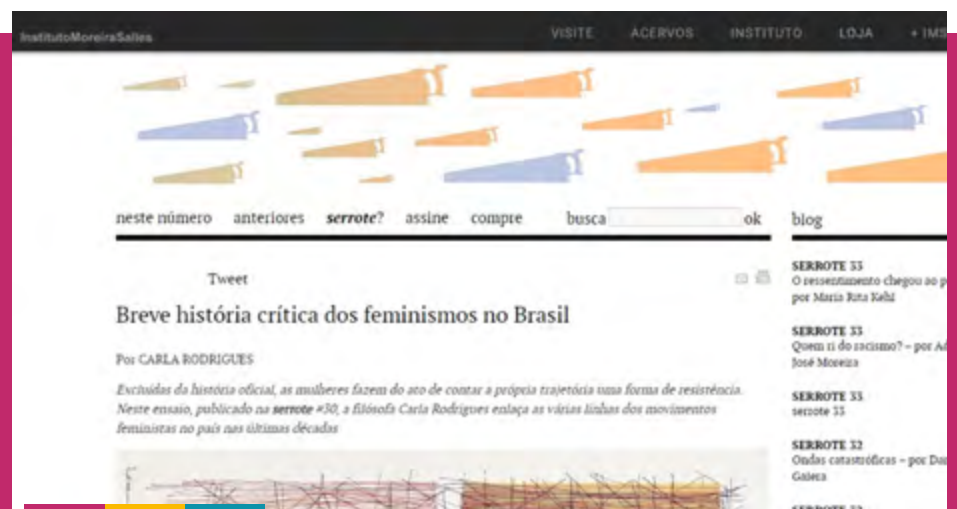 InstitutoMoreiraSalles
VISITE ACERVOS INSTITUTO LOJA + IMS
neste número anteriores serrote? assine compre busca ok blog
Tweet
Breve história crítica dos feminismos no Brasil
Por CARLA RODRIGUES
Excluídas da história oficial, as mulheres fazem do ato de contar a própria trajetória uma forma de resistência.
Neste ensaio, publicado na serrote #30, a filósofa Carla Rodrigues enlaça as várias linhas dos movimentos
feministas no país nas últimas décadas
SERROTE 33
O ressentimento chegou ao p
por Maria Rita Kehl
SERROTE 33
Quem ri do racismo? – por Ad
José Moreira
SERROTE 33
serrote 33
SERROTE 32
Ondas catastróficas – por Dan
Galera